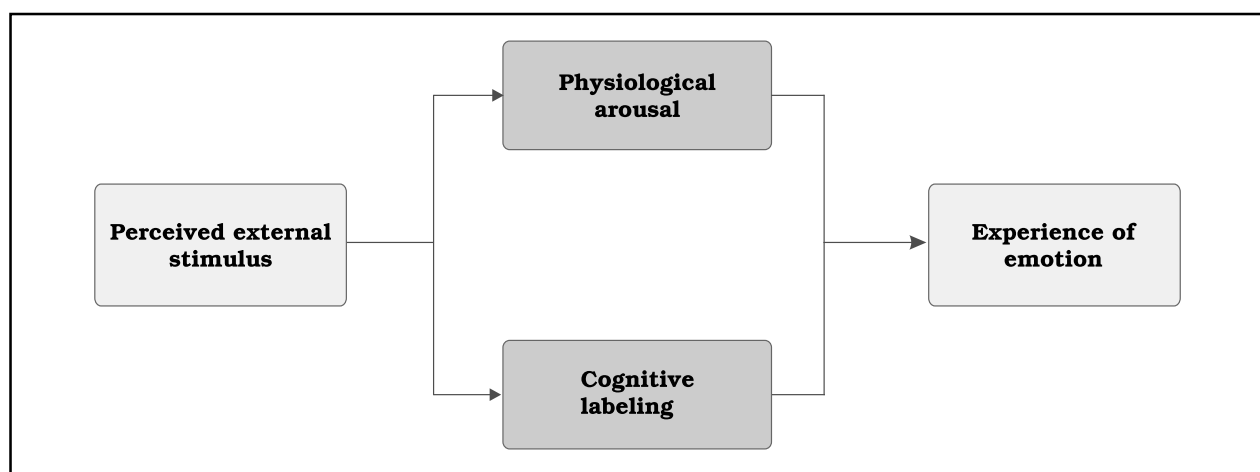 Physiological
arousal
Perceived external
stimulus
Experience of
emotion
Cognitive
labeling